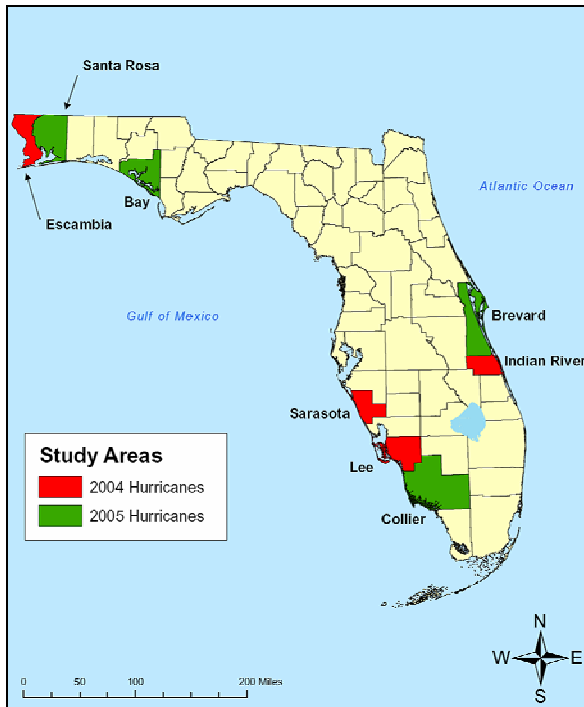 Santa Rosa
Atlantic Ocean
Bay
Escambia
Gulf of Mexico
Brevard
Indian River
Sarasota
Study Areas
2004 Hurricanes
2005 Hurricanes
Lee
Collier
N
W E
S
0 50 100 200 Miles